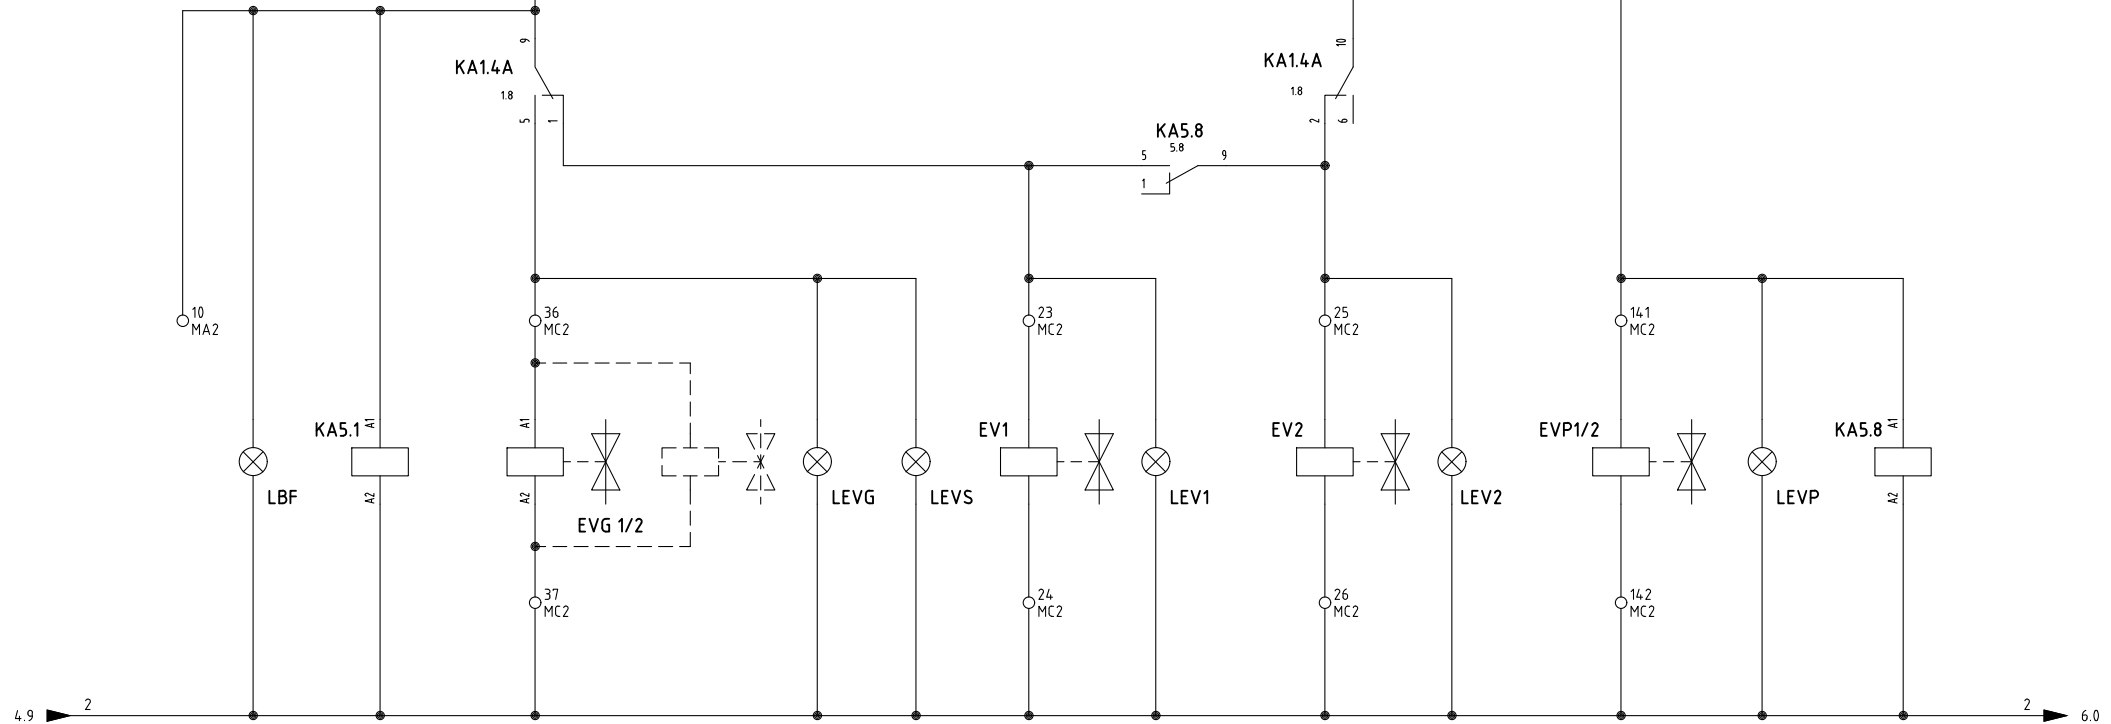 9
10
KA1.4A
KA1.4A
1.8
1.8
5
1
2
6
KA5.8
5.8
5
9
1
10
MA2
36
MC2
23
MC2
25
MC2
141
MC2
A1
A1
A1
KA5.1
EV1
EV2
EVP1/2
KA5.8
A2
A2
A2
LBF
LEVG
LEVS
LEV1
LEV2
LEVP
EVG 1/2
37
MC2
24
MC2
26
MC2
142
MC2
4.9
2
2
6.0